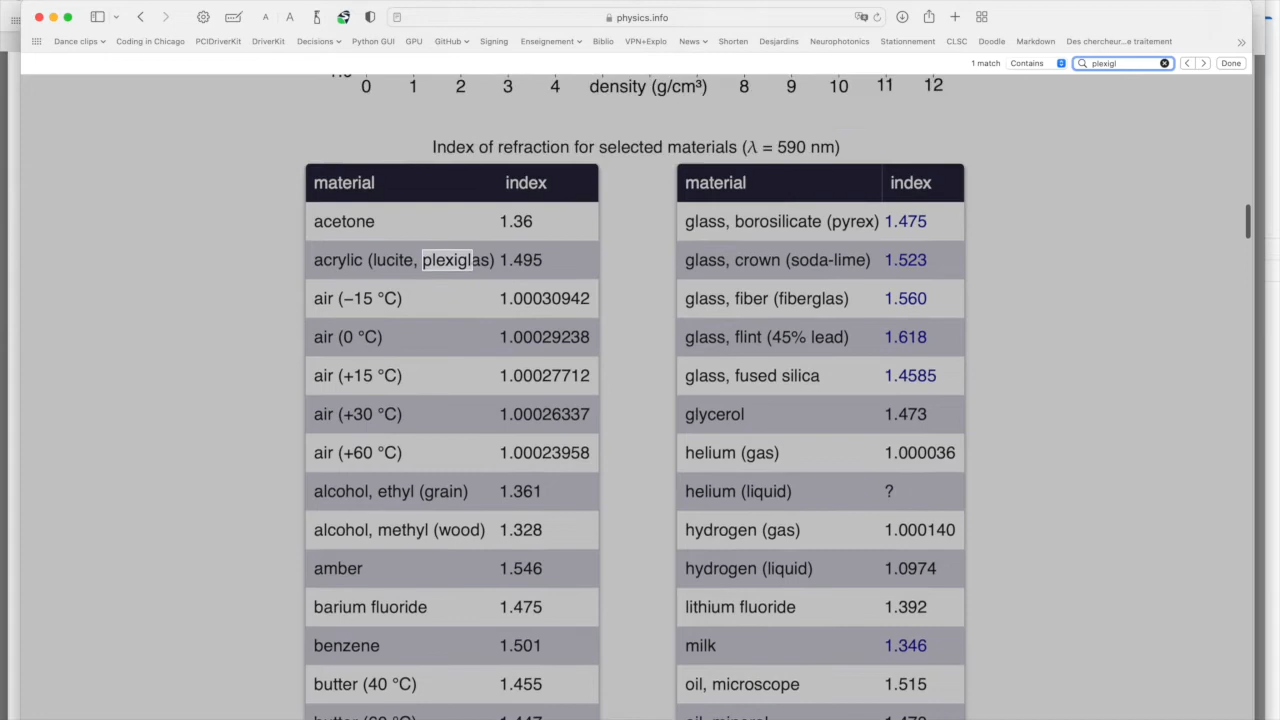 physics.info
Dance clips Coding in Chicago PCIDriverKit DriverKit Decisions Python GUI GPU GitHub Signing Enseignement Biblio VPN+Explo News Shorten Desjardins Neurophotonics Stationnement CLSC Doodle Markdown Des chercheur...e traitement
1 match Contains plexigl Done
0 1 2 3 4 density (g/cm³) 8 9 10 11 12
Index of refraction for selected materials (λ = 590 nm)
material index
acetone 1.36
acrylic (lucite, plexiglas) 1.495
air (−15 °C) 1.00030942
air (0 °C) 1.00029238
air (+15 °C) 1.00027712
air (+30 °C) 1.00026337
air (+60 °C) 1.00023958
alcohol, ethyl (grain) 1.361
alcohol, methyl (wood) 1.328
amber 1.546
barium fluoride 1.475
benzene 1.501
butter (40 °C) 1.455
material index
glass, borosilicate (pyrex) 1.475
glass, crown (soda-lime) 1.523
glass, fiber (fiberglas) 1.560
glass, flint (45% lead) 1.618
glass, fused silica 1.4585
glycerol 1.473
helium (gas) 1.000036
helium (liquid) ?
hydrogen (gas) 1.000140
hydrogen (liquid) 1.0974
lithium fluoride 1.392
milk 1.346
oil, microscope 1.515